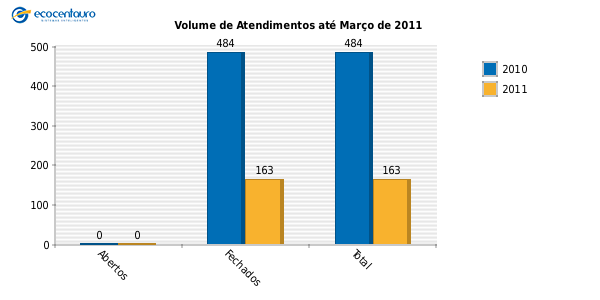 ecocentauro
Volume de Atendimentos até Março de 2011
500
400
300
200
100
0
0
0
484
163
484
163
Abertos
Fechados
Total
2010
2011